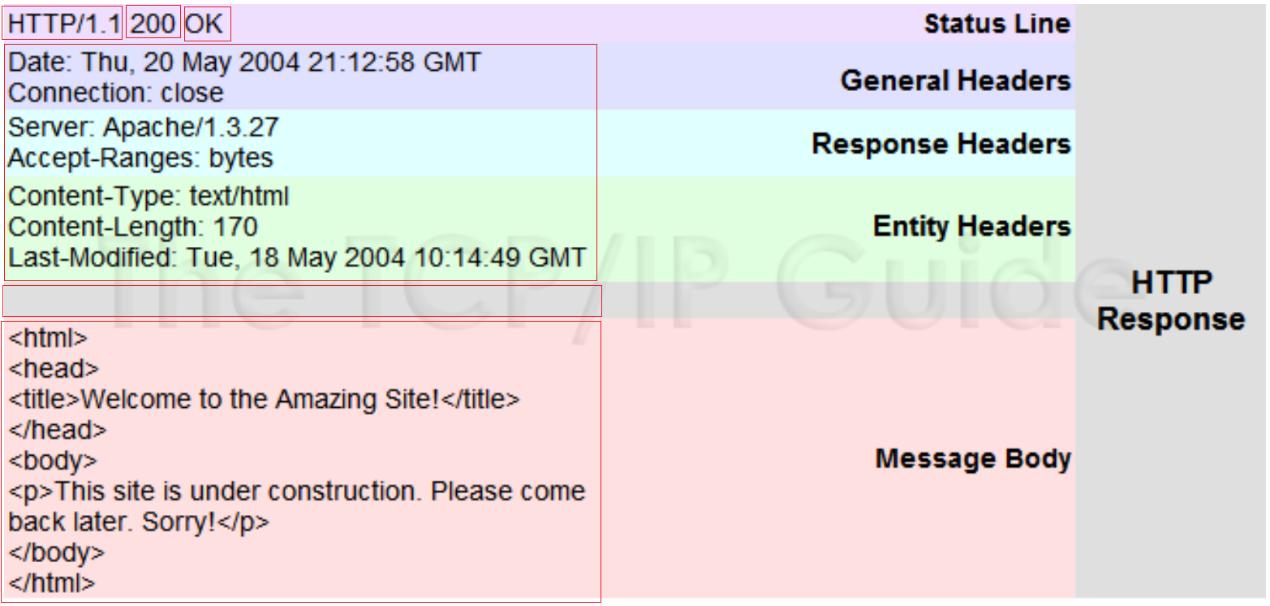 HTTP/1.1 200 OK
Status Line
Date: Thu, 20 May 2004 21:12:58 GMT
Connection: close
General Headers
Server: Apache/1.3.27
Accept-Ranges: bytes
Response Headers
Content-Type: text/html
Content-Length: 170
Last-Modified: Tue, 18 May 2004 10:14:49 GMT
Entity Headers
The TCP/IP Guide
<html>
<head>
<title>Welcome to the Amazing Site!</title>
</head>
<body>
<p>This site is under construction. Please come
back later. Sorry!</p>
</body>
</html>
Message Body
HTTP
Response